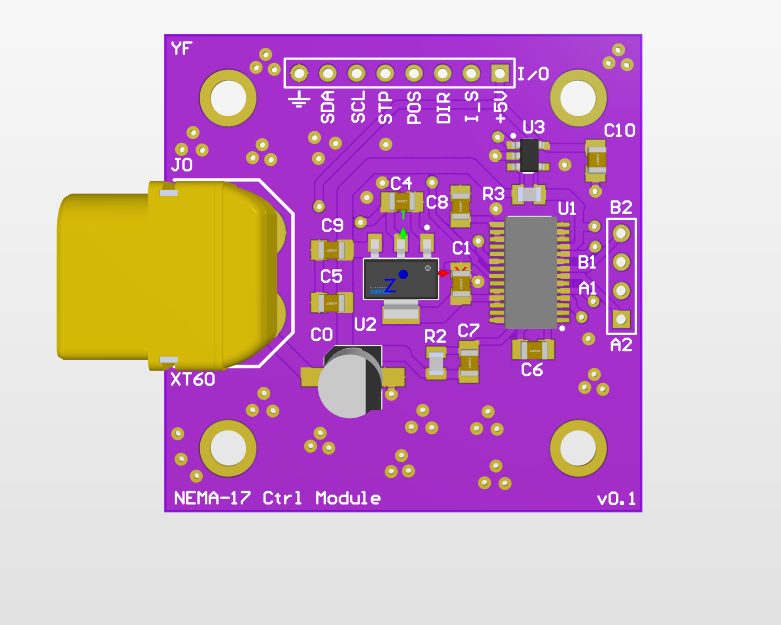 YF
I/O
SDA
SCL
STP
POS
DIR
I_S
+5V
U3
C10
J0
C4
C8
R3
U1
B2
C9
C1
B1
C5
A1
Z
U2
C0
R2
C7
A2
C6
XT60
NEMA-17 Ctrl Module
v0.1